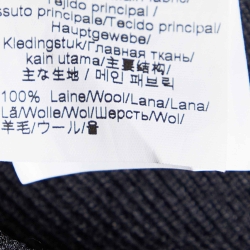 Tejido principal /
ssuto principale/Tecido principal/
Hauptgewebe/
Kledingstuk/Главная ткань/
kain utama/主要结构/
主な生地 / 메인 패브릭
100% Laine/Wool/Lana/Lana/
Lã/Wolle/Wol/Шерсть/Wol/
羊毛/ウール/울